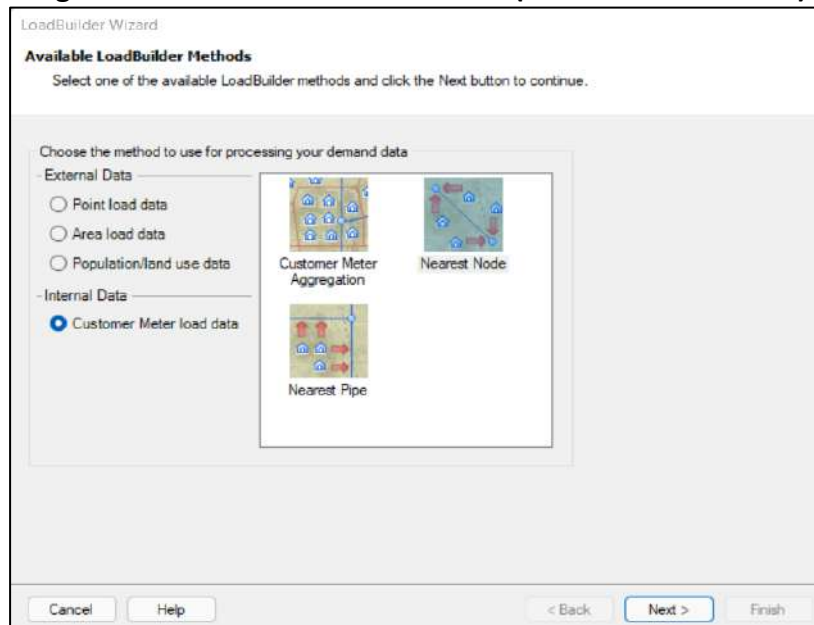 LoadBuilder Wizard
Available LoadBuilder Methods
Select one of the available LoadBuilder methods and click the Next button to continue.
Choose the method to use for processing your demand data
External Data
Point load data
Area load data
Population/land use data
Internal Data
Customer Meter load data
Customer Meter
Aggregation
Nearest Node
Nearest Pipe
Cancel
Help
< Back
Next >
Finish